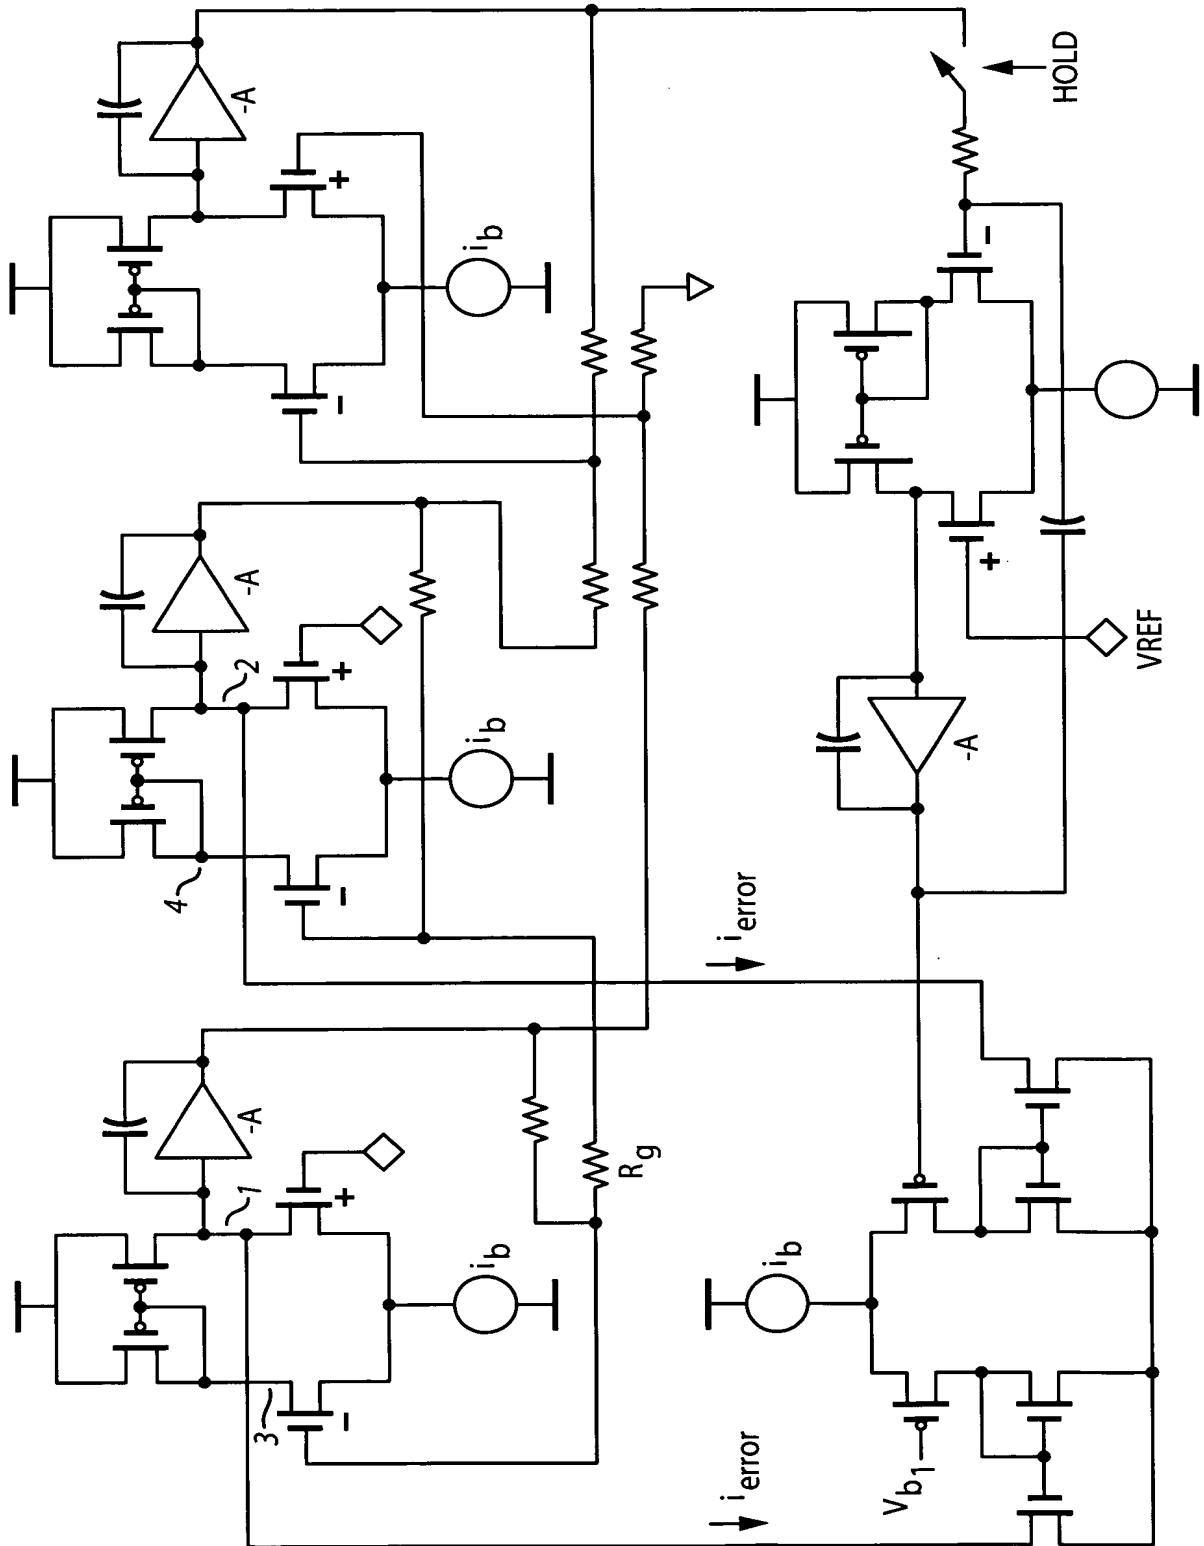 -A
+
−
i_b
HOLD
-A
2
4
+
−
i_b
−
+
VREF
-A
i_error
-A
1
3
+
−
i_b
R_g
i_b
V_b1
i_error